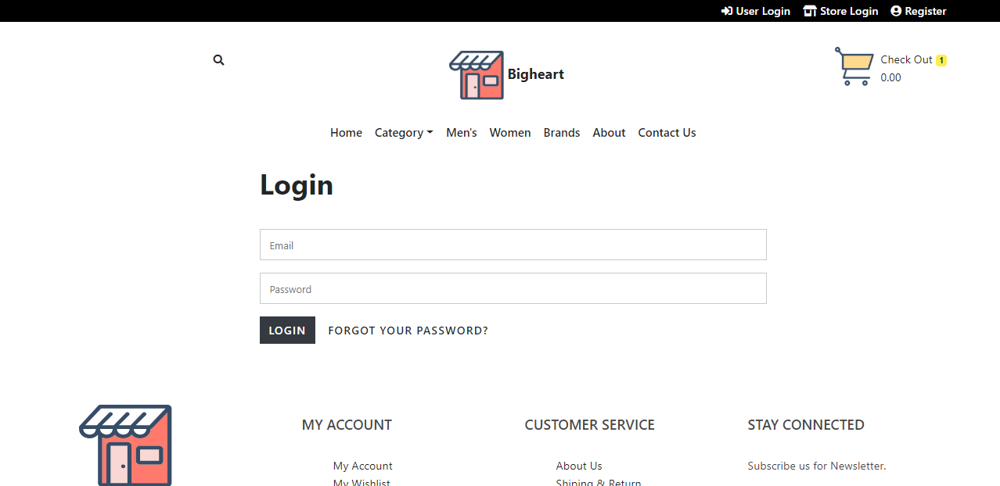 User Login Store Login Register
Bigheart
Check Out 1
0.00
Home Category Men's Women Brands About Contact Us
Login
Email
Password
LOGIN FORGOT YOUR PASSWORD?
MY ACCOUNT CUSTOMER SERVICE STAY CONNECTED
My Account About Us Subscribe us for Newsletter.
My Wishlist Shiping & Return